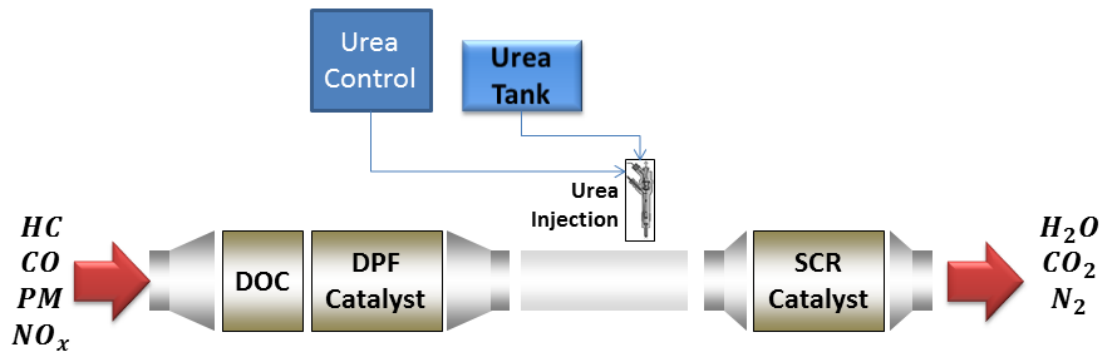 Urea
Control
Urea
Tank
Urea
Injection
HC
CO
PM
NOₓ
DOC
DPF
Catalyst
SCR
Catalyst
H₂O
CO₂
N₂